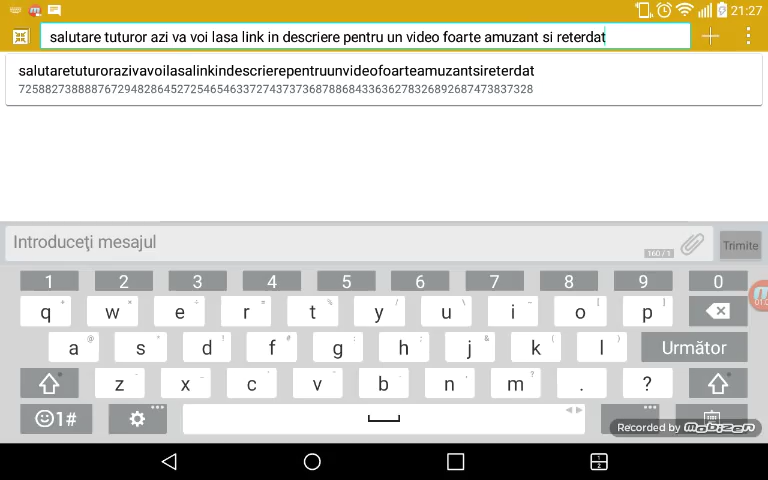 21:27
salutare tuturor azi va voi lasa link in descriere pentru un video foarte amuzant si reterdat
salutaretuturorazivavoilasalinkindescrierepentruunvideofoarteamuzantsireterdat
725882738888767294828645272546546337274373736878868433636278326892687473837328
Introduceţi mesajul
160 / 1
Trimite
1 2 3 4 5 6 7 8 9 0
q w e r t y u i o p
a s d f g h j k l Următor
z x c v b n m . ?
1#
Recorded by mobizen